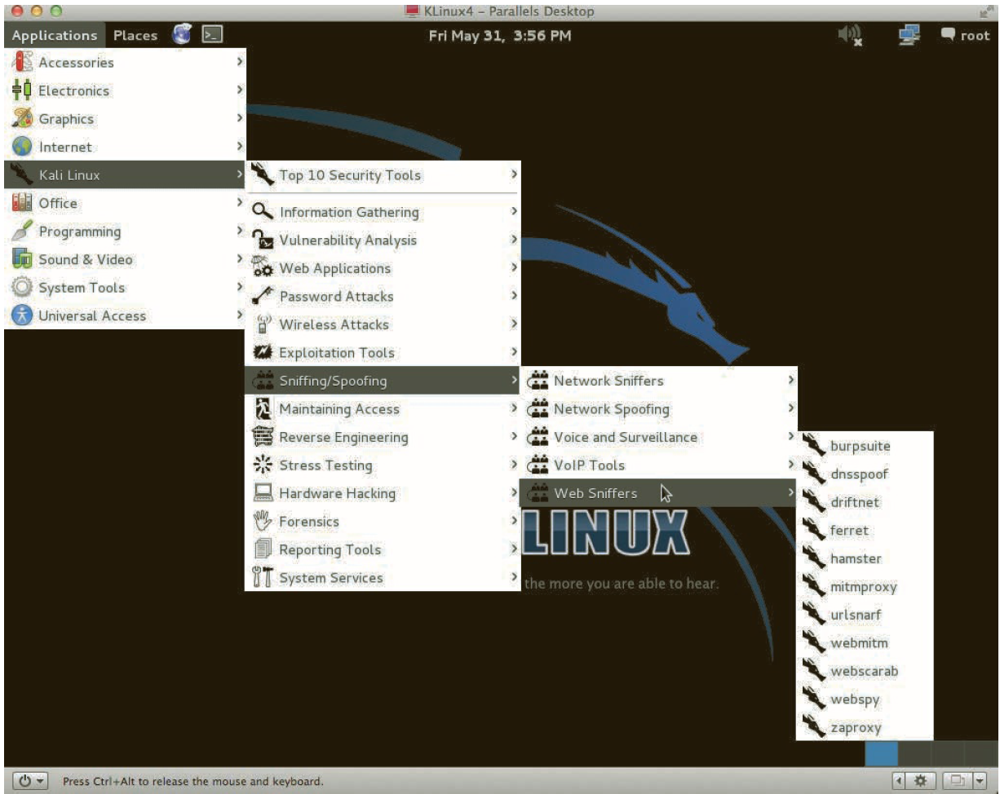 KLinux4 – Parallels Desktop
Applications Places Fri May 31, 3:56 PM root
Accessories
Electronics
Graphics
Internet
Kali Linux
Office
Programming
Sound & Video
System Tools
Universal Access
Top 10 Security Tools
Information Gathering
Vulnerability Analysis
Web Applications
Password Attacks
Wireless Attacks
Exploitation Tools
Sniffing/Spoofing
Maintaining Access
Reverse Engineering
Stress Testing
Hardware Hacking
Forensics
Reporting Tools
System Services
Network Sniffers
Network Spoofing
Voice and Surveillance
VoIP Tools
Web Sniffers
burpsuite
dnsspoof
driftnet
ferret
hamster
mitmproxy
urlsnarf
webmitm
webscarab
webspy
zaproxy
LINUX
the more you are able to hear.
Press Ctrl+Alt to release the mouse and keyboard.